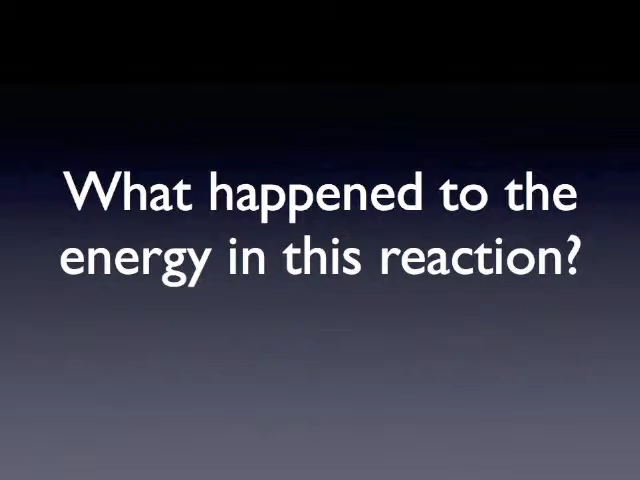 What happened to the
energy in this reaction?